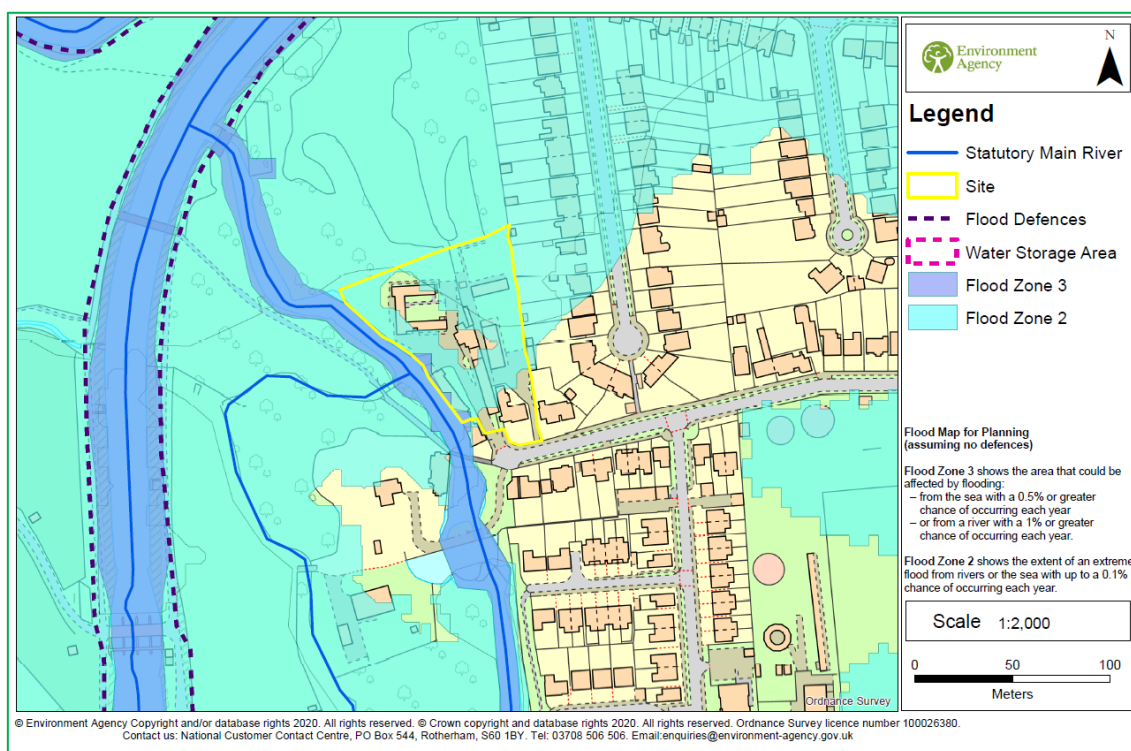 Environment
Agency
N
Legend
Statutory Main River
Site
Flood Defences
Water Storage Area
Flood Zone 3
Flood Zone 2
Flood Map for Planning
(assuming no defences)
Flood Zone 3 shows the area that could be
affected by flooding:
– from the sea with a 0.5% or greater
chance of occurring each year
– or from a river with a 1% or greater
chance of occurring each year.
Flood Zone 2 shows the extent of an extreme
flood from rivers or the sea with up to a 0.1%
chance of occurring each year.
Scale 1:2,000
0 50 100
Meters
Ordnance Survey
© Environment Agency Copyright and/or database rights 2020. All rights reserved. © Crown copyright and database rights 2020. All rights reserved. Ordnance Survey licence number 100026380.
Contact us: National Customer Contact Centre, PO Box 544, Rotherham, S60 1BY. Tel: 03708 506 506. Email:enquiries@environment-agency.gov.uk